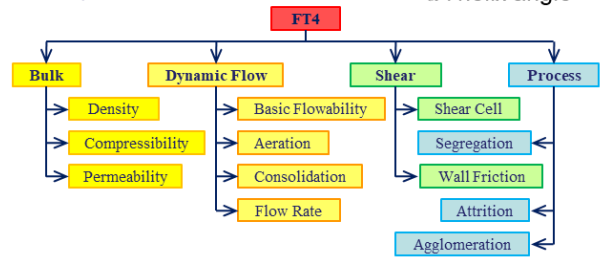 FT4
Bulk
Dynamic Flow
Shear
Process
Density
Basic Flowability
Shear Cell
Compressibility
Aeration
Segregation
Permeability
Consolidation
Wall Friction
Flow Rate
Attrition
Agglomeration